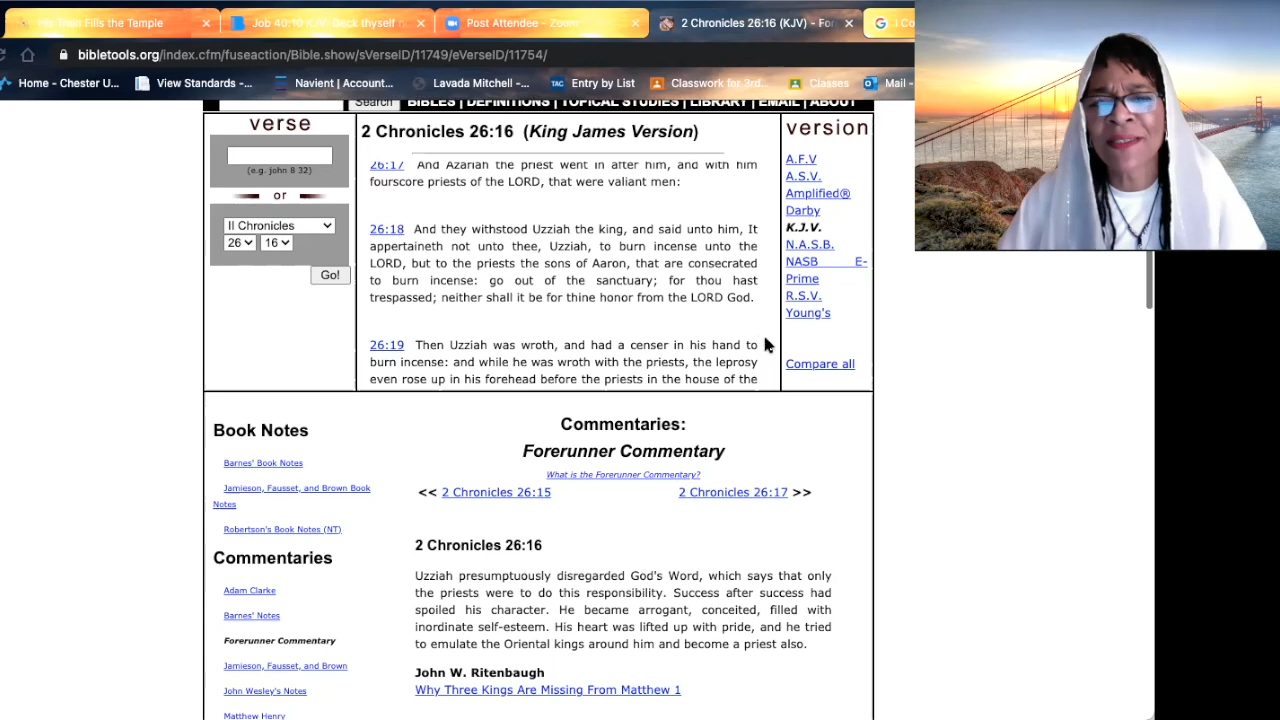 His Train Fills the Temple
Job 40:10 KJV: Deck thyself n
Post Attendee - Zoom
2 Chronicles 26:16 (KJV) - For
bibletools.org/index.cfm/fuseaction/Bible.show/sVerseID/11749/eVerseID/11754/
Home - Chester U...
View Standards -...
Navient | Account...
Lavada Mitchell -...
TAC
Entry by List
Classwork for 3rd...
Classes
Mail -
Search
BIBLES | DEFINITIONS | TOPICAL STUDIES | LIBRARY | EMAIL | ABOUT
verse
(e.g. john 8 32)
or
II Chronicles
26 16
Go!
2 Chronicles 26:16 (King James Version)
26:17 And Azariah the priest went in after him, and with him
fourscore priests of the LORD, that were valiant men:
26:18 And they withstood Uzziah the king, and said unto him, It
appertaineth not unto thee, Uzziah, to burn incense unto the
LORD, but to the priests the sons of Aaron, that are consecrated
to burn incense: go out of the sanctuary; for thou hast
trespassed; neither shall it be for thine honor from the LORD God.
26:19 Then Uzziah was wroth, and had a censer in his hand to
burn incense: and while he was wroth with the priests, the leprosy
even rose up in his forehead before the priests in the house of the
version
A.F.V
A.S.V.
Amplified®
Darby
K.J.V.
N.A.S.B.
NASB E-
Prime
R.S.V.
Young's
Compare all
Book Notes
Barnes' Book Notes
Jamieson, Fausset, and Brown Book
Notes
Robertson's Book Notes (NT)
Commentaries
Adam Clarke
Barnes' Notes
Forerunner Commentary
Jamieson, Fausset, and Brown
John Wesley's Notes
Matthew Henry
Commentaries:
Forerunner Commentary
What is the Forerunner Commentary?
<< 2 Chronicles 26:15
2 Chronicles 26:17 >>
2 Chronicles 26:16
Uzziah presumptuously disregarded God's Word, which says that only
the priests were to do this responsibility. Success after success had
spoiled his character. He became arrogant, conceited, filled with
inordinate self-esteem. His heart was lifted up with pride, and he tried
to emulate the Oriental kings around him and become a priest also.
John W. Ritenbaugh
Why Three Kings Are Missing From Matthew 1